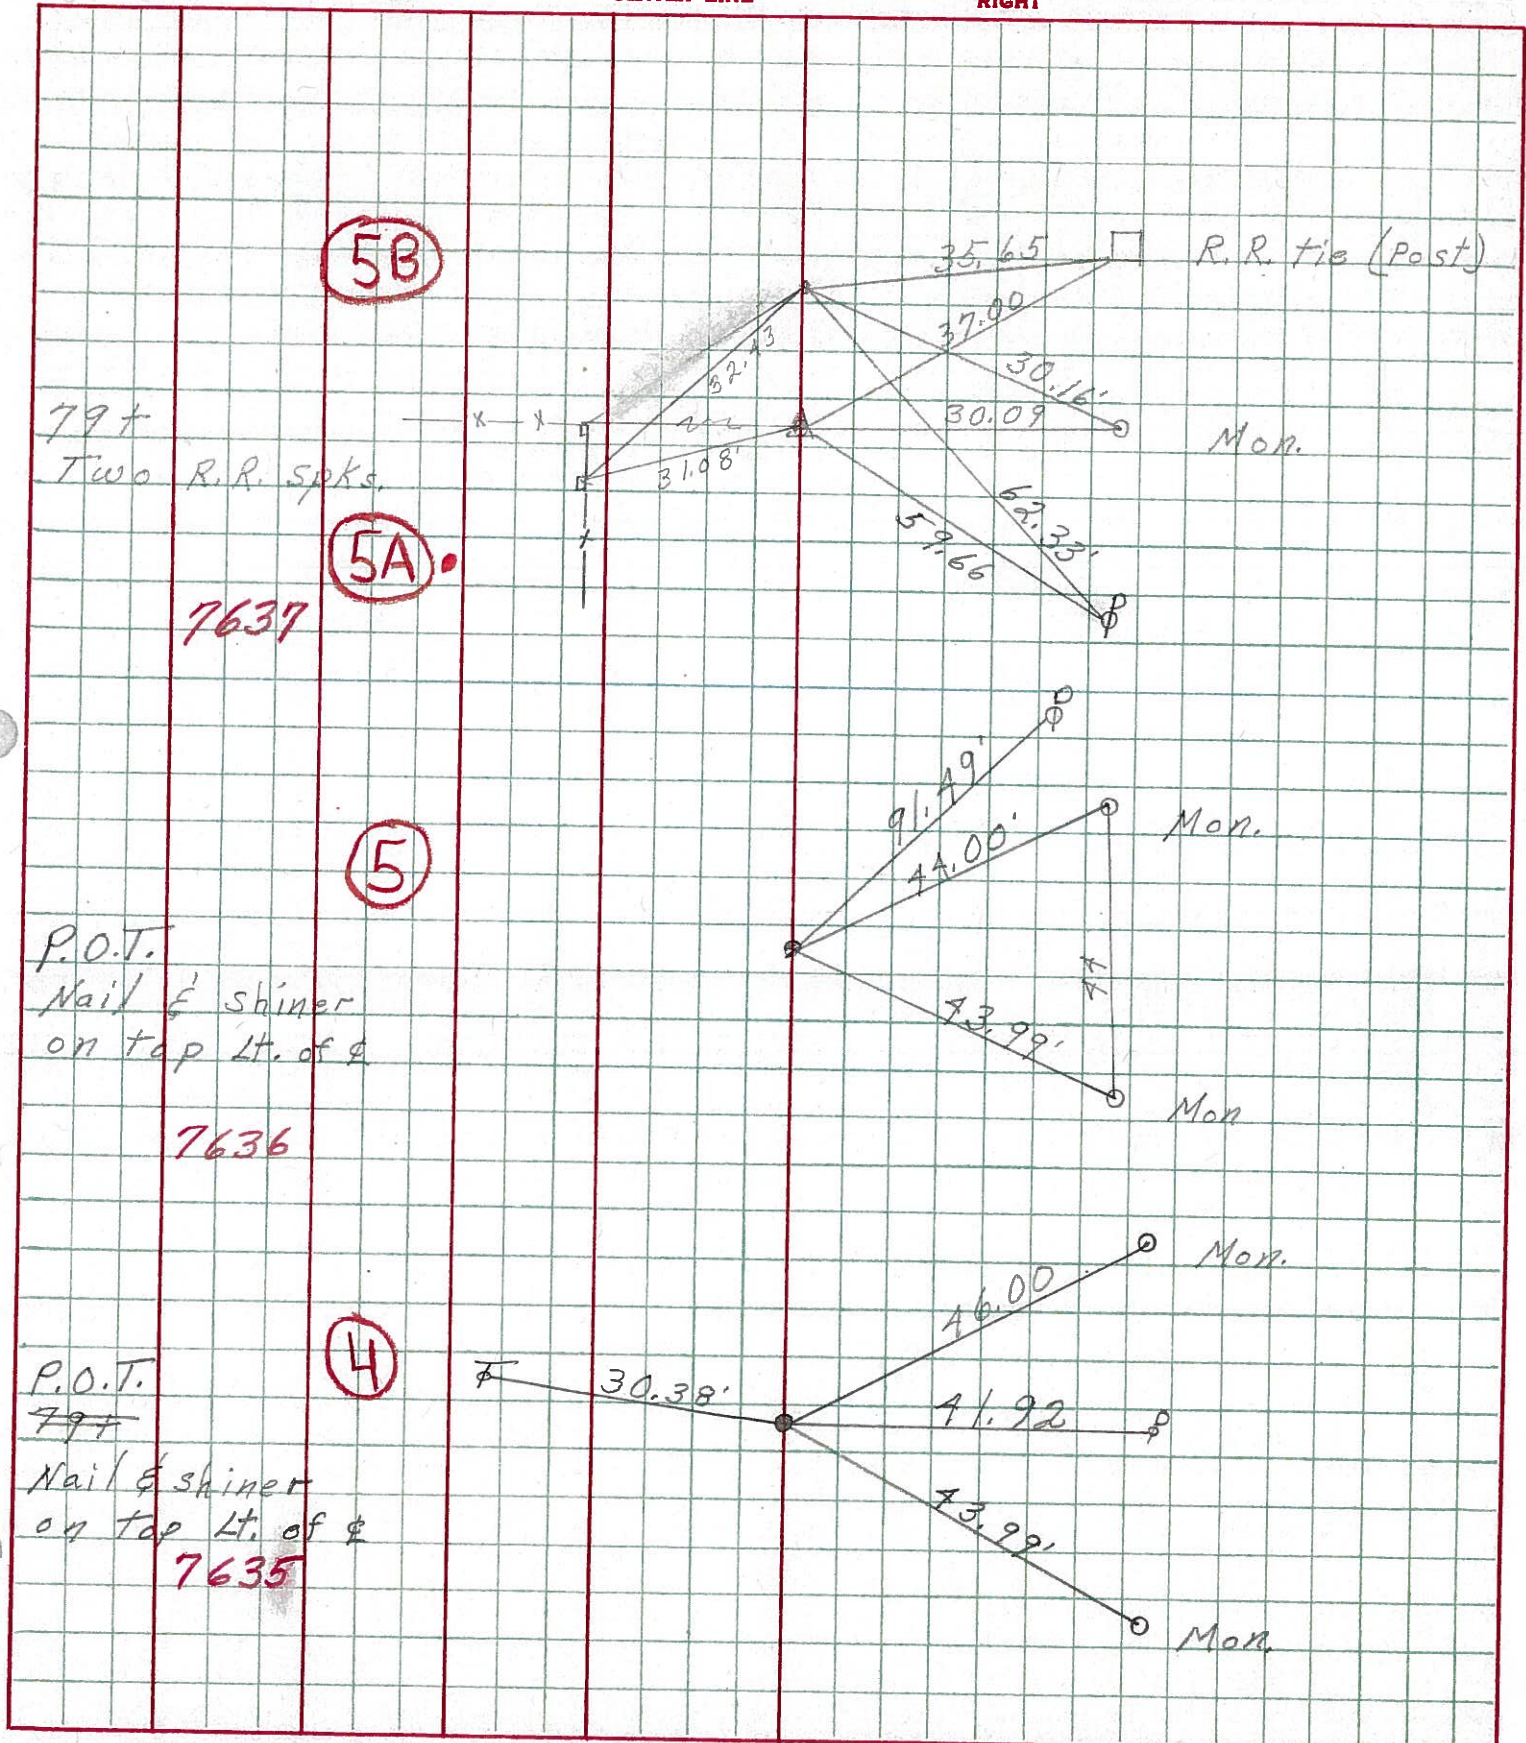 RIGHT
5B
35.65
R.R. tie (Post)
37.00
32.43
30.16'
79+
30.09
Mon.
Two R.R. spks.
31.08'
62.33'
59.66
5A
7637
91.49'
44.00'
Mon.
5
P.O.T.
Nail & shiner
on top Lt. of ℄
43.99'
Mon
7636
46.00
Mon.
4
P.O.T.
30.38'
41.92
79+
Nail & shiner
on top Lt. of ℄
43.99'
7635
Mon.